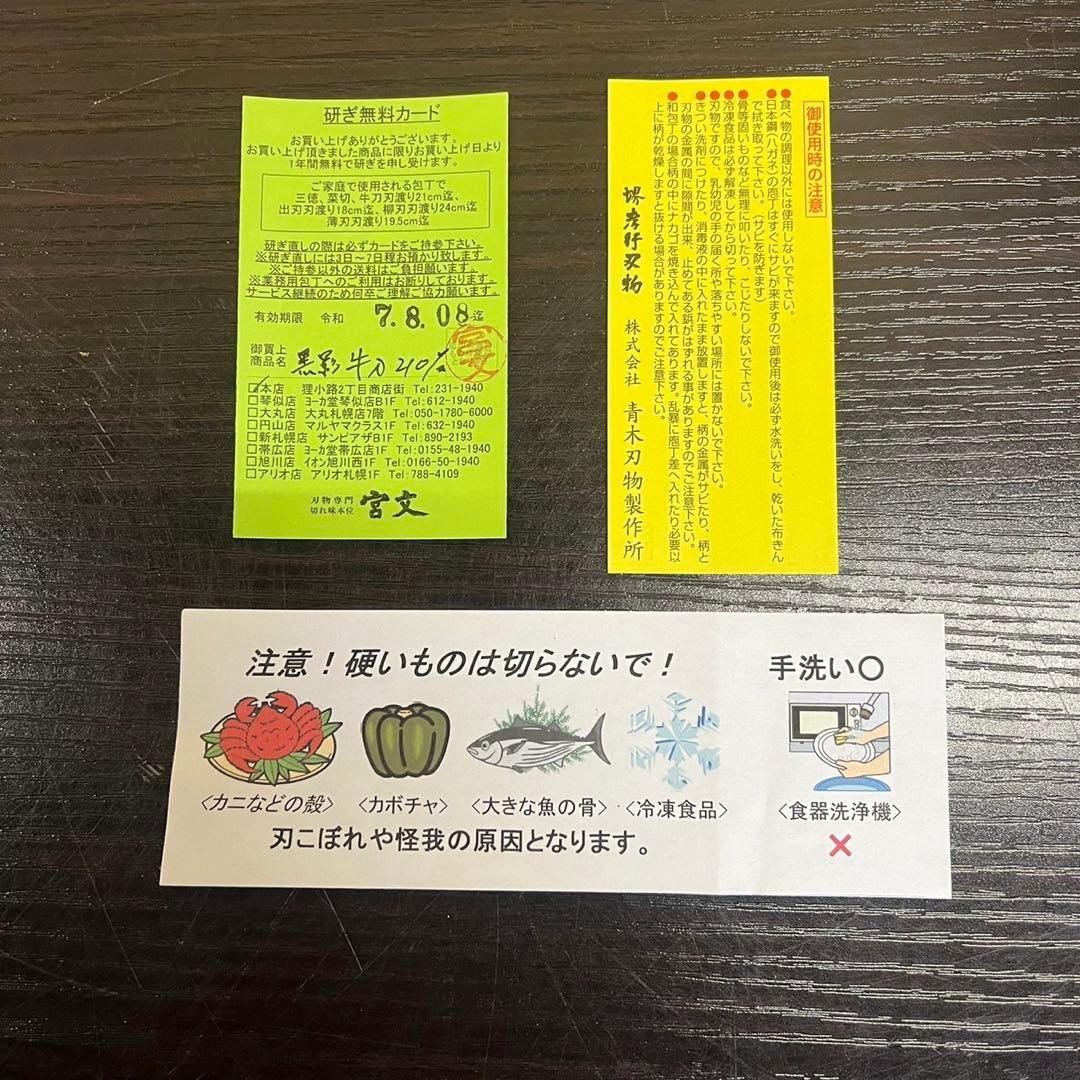 研ぎ無料カード
お買い上げありがとうございます。
お買い上げ頂きました商品に限りお買い上げ日より
1年間無料で研ぎを申し受けます。
ご家庭で使用される包丁で
三徳、菜切、牛刀刃渡り21cm迄、
出刃刃渡り18cm迄、柳刃刃渡り24cm迄
薄刃刃渡り19.5cm迄
研ぎ直しの際は必ずカードをご持参下さい。
※研ぎ直しには3日~7日程お預かり致します。
※ご持参以外の送料はご負担願います。
※業務用包丁へのご利用はお断りしております。
サービス継続のため何卒ご理解ご協力願います。
有効期限 令和 7.8.08迄
御買上
商品名 黒影 牛刀 210
☑本店 狸小路2丁目商店街 Tel:231-1940
□琴似店 ヨーカ堂琴似店B1F Tel:612-1940
□大丸店 大丸札幌店7階 Tel:050-1780-6000
□円山店 マルヤマクラス1F Tel:632-1940
□新札幌店 サンピアザB1F Tel:890-2193
□帯広店 ヨーカ堂帯広店1F Tel:0155-48-1940
□旭川店 イオン旭川西1F Tel:0166-50-1940
□アリオ店 アリオ札幌1F Tel:788-4109
刃物専門
切れ味本位 宮文
御使用時の注意
●食べ物の調理以外には使用しないで下さい。
●日本鋼(ハガネ)の庖丁はすぐにサビが来ますので御使用後は必ず水洗いをし、乾いた布きん
で拭き取って下さい。(サビを防ぎます)
●骨等固いものなど無理に叩いたり、こじたりしないで下さい。
●冷凍食品は必ず解凍してから切って下さい。
●刃物ですので、乳幼児の手の届く所や落ちやすい場所には置かないで下さい。
●きつい洗剤につけたり、消毒液の中に入れたまま放置しますと、柄の金属がサビたり、柄と
刃物の金属の間に隙間が出来、止めてある鋲がはずれる事がありますのでご注意下さい。
●和包丁の場合柄の中にナカゴを焼き込んで入れてあります。乱暴に庖丁差へ入れたり必要以
上に柄が乾燥しますと抜ける場合がありますのでご注意下さい。
堺孝行刃物 株式会社 青木刃物製作所
注意!硬いものは切らないで!
手洗い○
〈カニなどの殻〉 〈カボチャ〉 〈大きな魚の骨〉 〈冷凍食品〉 〈食器洗浄機〉
刃こぼれや怪我の原因となります。
×